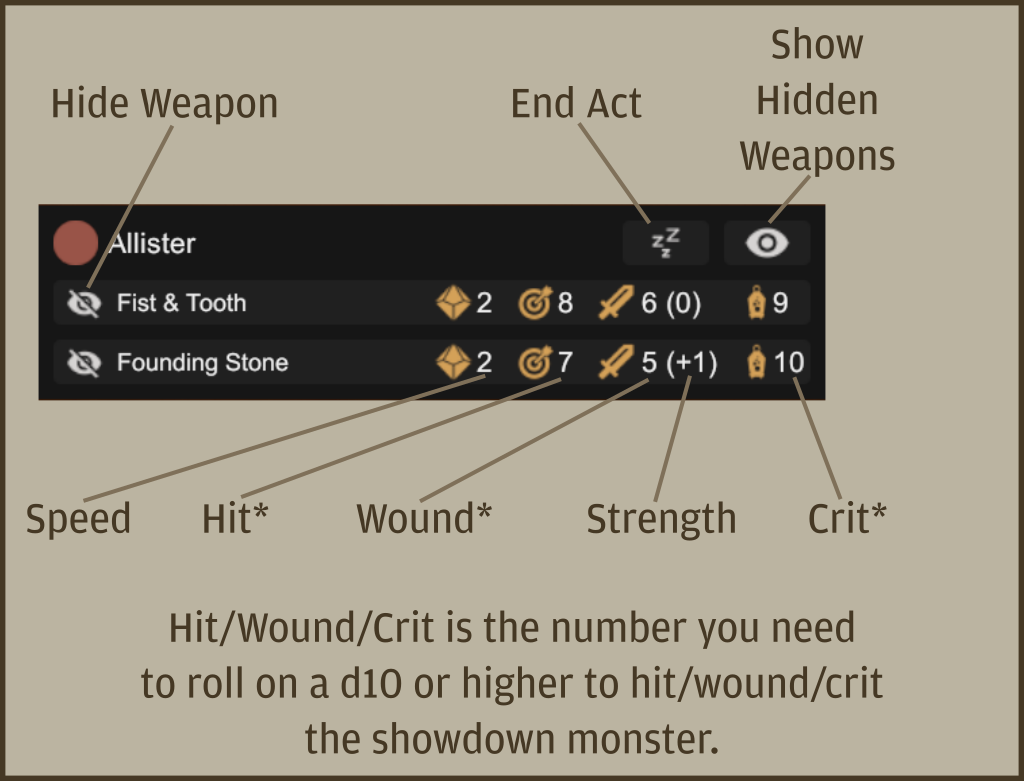 Show
Hide Weapon End Act Hidden
Weapons
Allister zzz
Fist & Tooth 2 8 6 (0) 9
Founding Stone 2 7 5 (+1) 10
Speed Hit* Wound* Strength Crit*
Hit/Wound/Crit is the number you need
to roll on a d10 or higher to hit/wound/crit
the showdown monster.